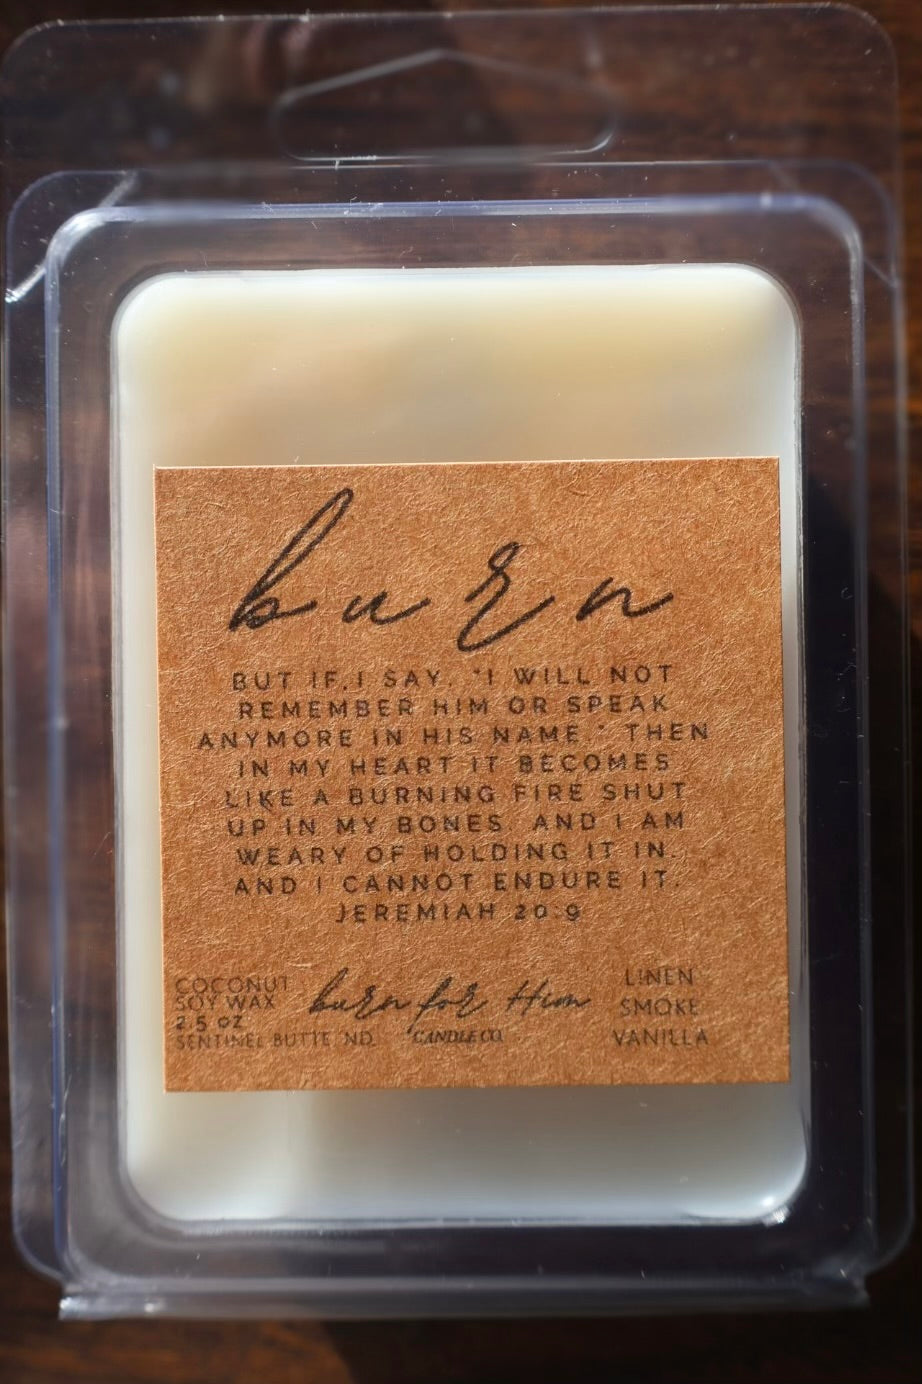 burn
BUT IF I SAY, "I WILL NOT
REMEMBER HIM OR SPEAK
ANYMORE IN HIS NAME," THEN
IN MY HEART IT BECOMES
LIKE A BURNING FIRE SHUT
UP IN MY BONES. AND I AM
WEARY OF HOLDING IT IN.
AND I CANNOT ENDURE IT.
JEREMIAH 20:9
COCONUT
SOY WAX
2.5 OZ
SENTINEL BUTTE ND
burn for Him
CANDLE CO.
LINEN
SMOKE
VANILLA